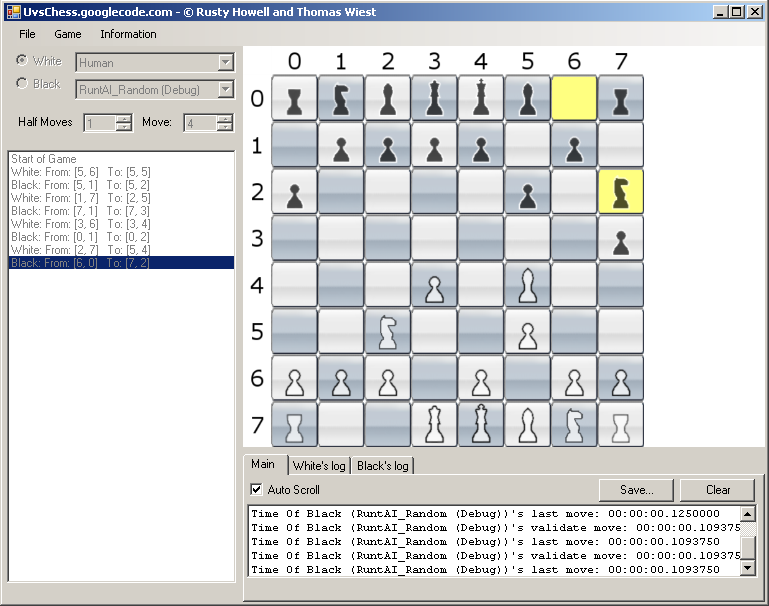 UvsChess.googlecode.com - © Rusty Howell and Thomas Wiest
File Game Information
White Human
Black RuntAI_Random (Debug)
Half Moves 1 Move: 4
Start of Game
White: From: [5, 6] To: [5, 5]
Black: From: [5, 1] To: [5, 2]
White: From: [1, 7] To: [2, 5]
Black: From: [7, 1] To: [7, 3]
White: From: [3, 6] To: [3, 4]
Black: From: [0, 1] To: [0, 2]
White: From: [2, 7] To: [5, 4]
Black: From: [6, 0] To: [7, 2]
0 1 2 3 4 5 6 7
0
1
2
3
4
5
6
7
Main White's log Black's log
Auto Scroll Save... Clear
Time Of Black (RuntAI_Random (Debug))'s last move: 00:00:00.1250000
Time Of Black (RuntAI_Random (Debug))'s validate move: 00:00:00.109375
Time Of Black (RuntAI_Random (Debug))'s last move: 00:00:00.1093750
Time Of Black (RuntAI_Random (Debug))'s validate move: 00:00:00.109375
Time Of Black (RuntAI_Random (Debug))'s last move: 00:00:00.1093750